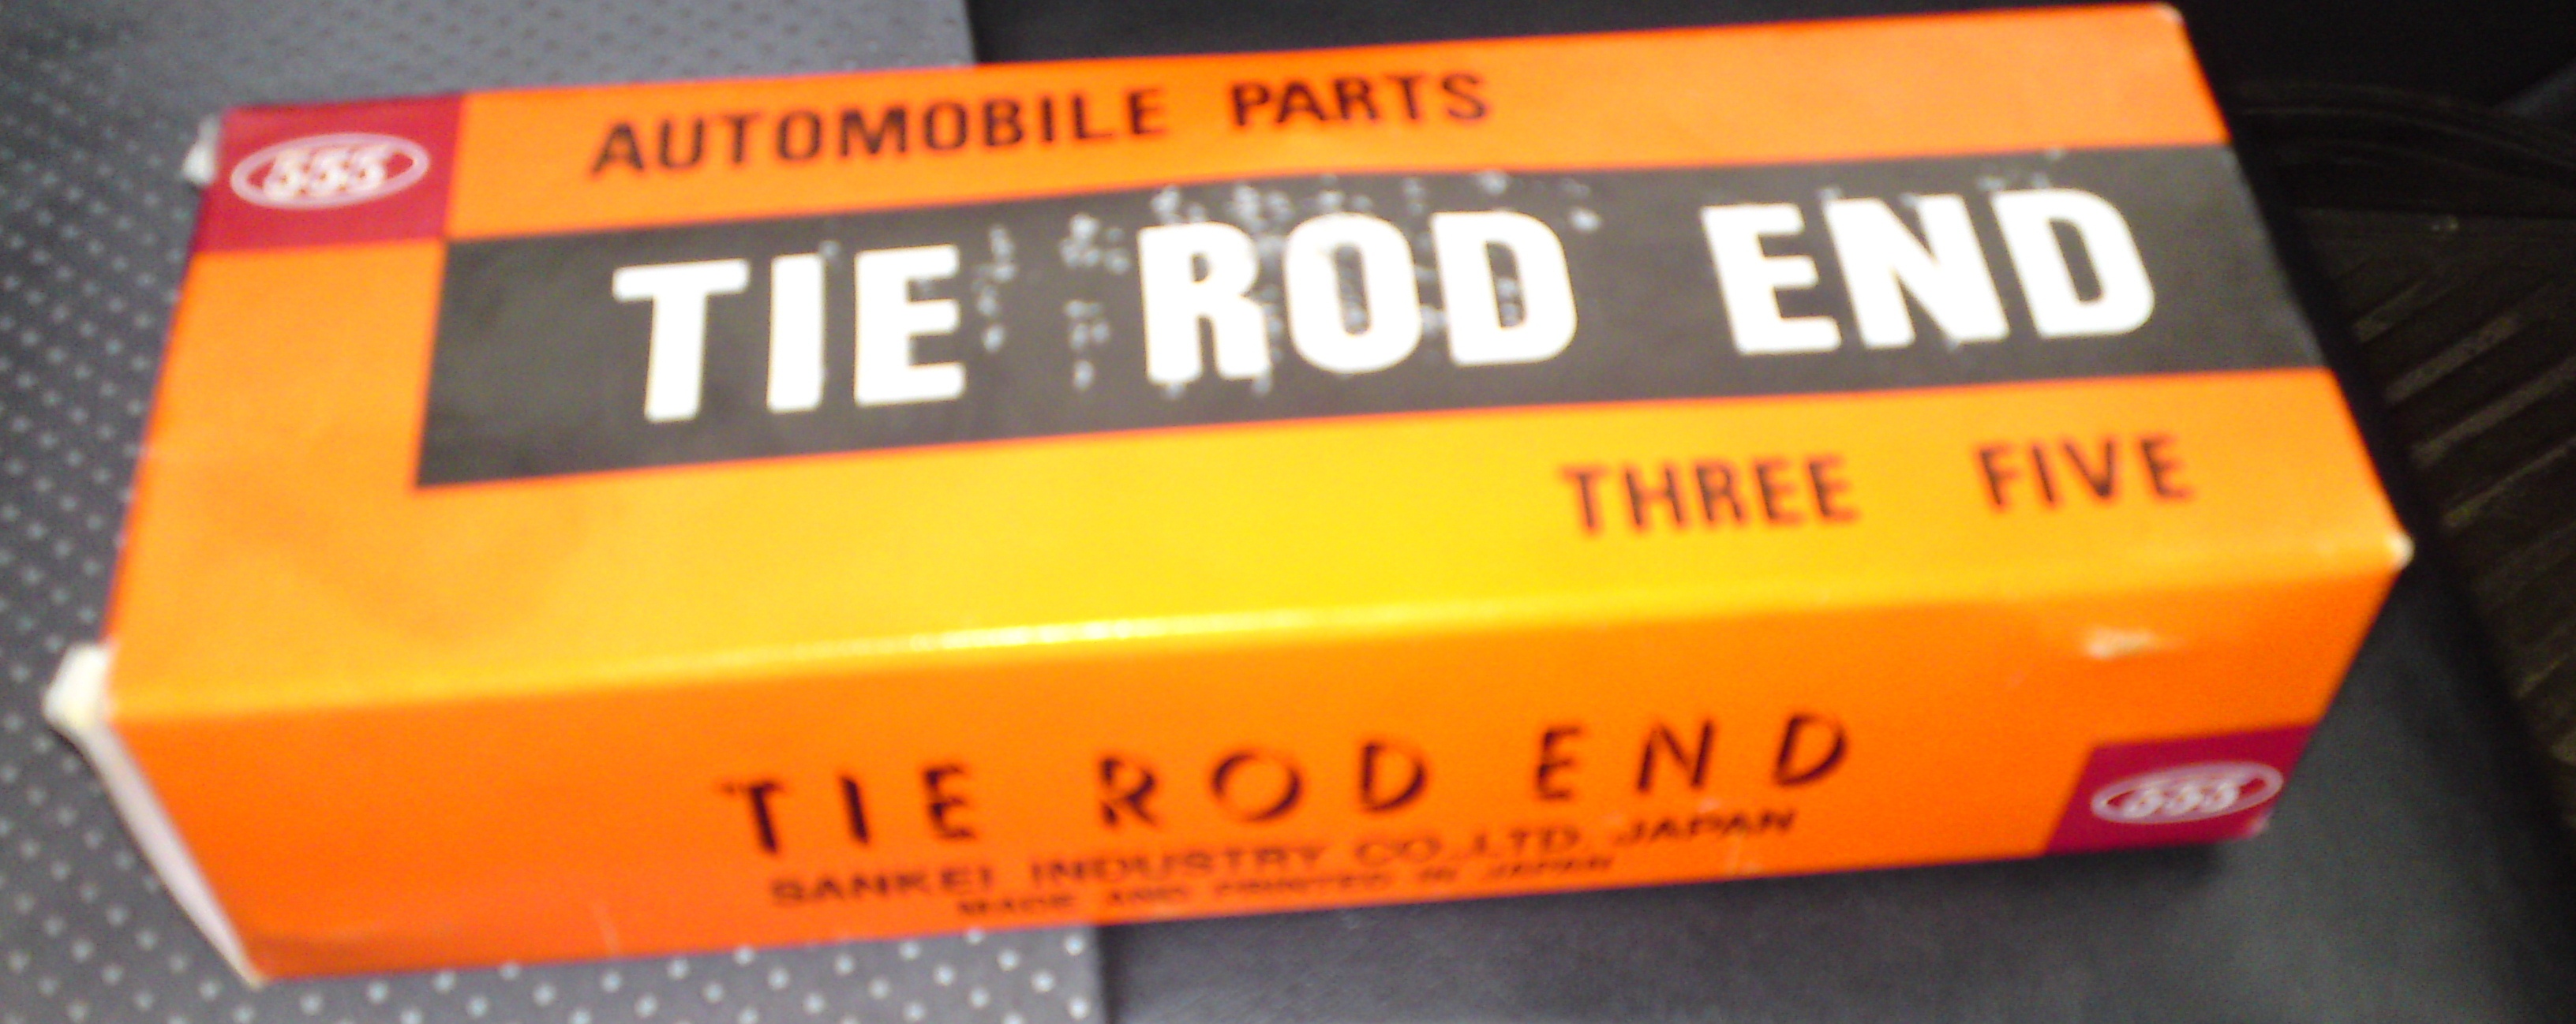 555
AUTOMOBILE PARTS
TIE ROD END
THREE FIVE
TIE ROD END
SANKEI INDUSTRY CO.,LTD. JAPAN
MADE AND PRINTED IN JAPAN
555